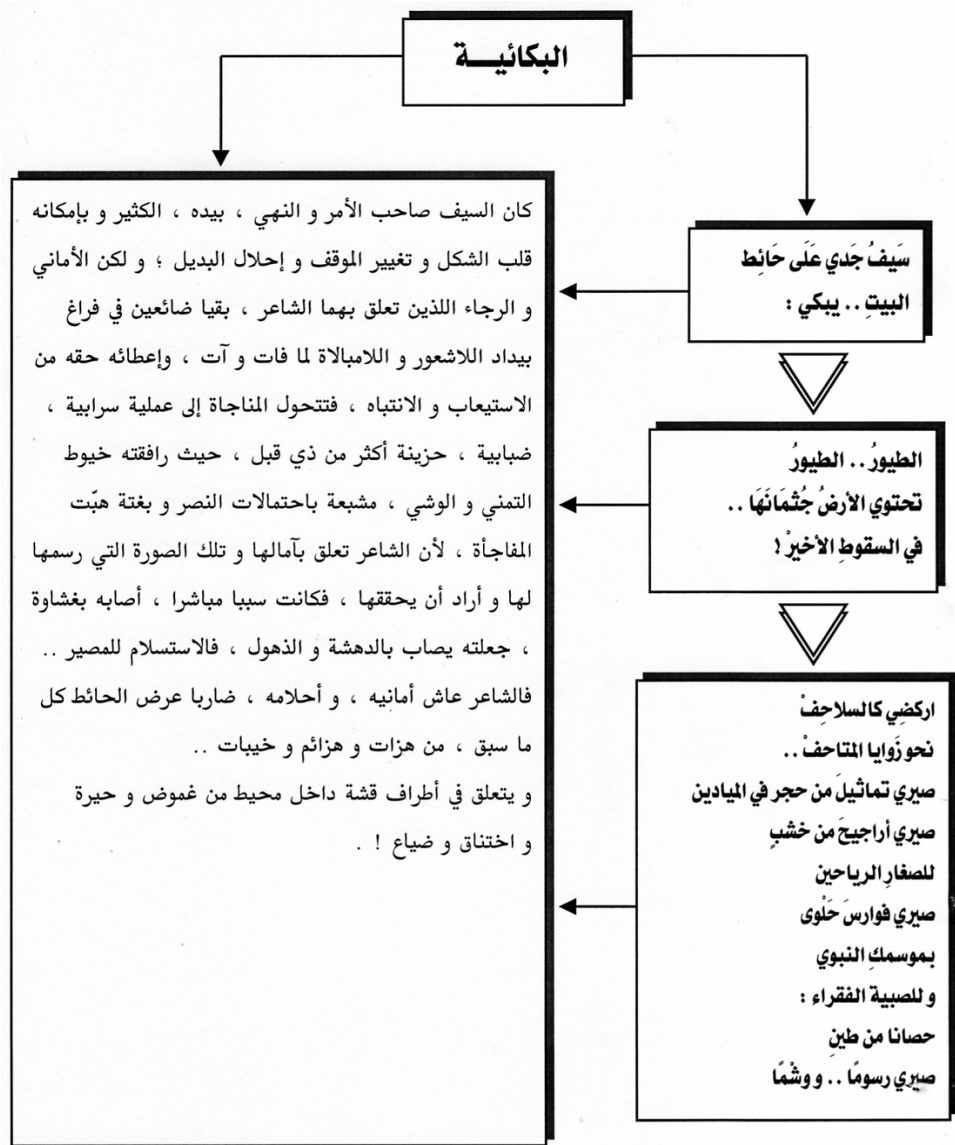 البكائيـــة
سَيفُ جَدي عَلَى حَائِط
البيتِ .. يبكي :
الطيورُ .. الطيورُ
تحتوي الأرضُ جُثمَانَهَا ..
في السقوطِ الأخيرْ !
اركضِي كالسلاحِفْ
نحو زَوايا المتاحفْ ..
صيري تماثيلَ من حجر في الميادين
صيري أراجيحَ من خشبٍ
للصغارِ الرياحين
صيري فوارسَ حَلْوى
بموسمكِ النبوي
و للصبية الفقراء :
حصانا من طينِ
صيري رسومًا .. و وشْمًا
كان السيف صاحب الأمر و النهي ، بيده ، الكثير و بإمكانه
قلب الشكل و تغيير الموقف و إحلال البديل ؛ و لكن الأماني
و الرجاء اللذين تعلق بهما الشاعر ، بقيا ضائعين في فراغ
بيداد اللاشعور و اللامبالاة لما فات و آت ، وإعطائه حقه من
الاستيعاب و الانتباه ، فتتحول المناجاة إلى عملية سرابية ،
ضبابية ، حزينة أكثر من ذي قبل ، حيث رافقته خيوط
التمني و الوشي ، مشبعة باحتمالات النصر و بغتة هبّت
المفاجأة ، لأن الشاعر تعلق بآمالها و تلك الصورة التي رسمها
لها و أراد أن يحققها ، فكانت سببا مباشرا ، أصابه بغشاوة
، جعلته يصاب بالدهشة و الذهول ، فالاستسلام للمصير ..
فالشاعر عاش أمانيه ، و أحلامه ، ضاربا عرض الحائط كل
ما سبق ، من هزات و هزائم و خيبات ..
و يتعلق في أطراف قشة داخل محيط من غموض و حيرة
و اختناق و ضياع ! .